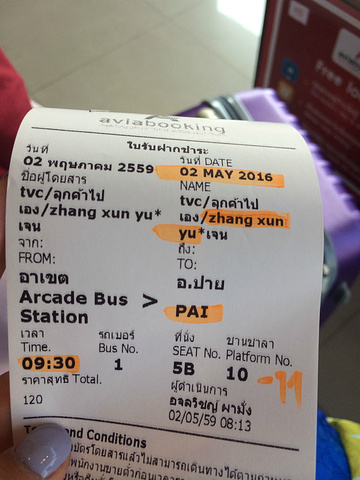 aviabooking
ใบรับฝากชำระ
วันที่ วันที่ DATE
02 พฤษภาคม 2559 02 MAY 2016
ชื่อผู้โดยสาร NAME
tvc/ลูกค้าไป tvc/ลูกค้าไป
เอง/zhang xun yu* เอง/zhang xun
เจน yu*เจน
จาก: ถึง:
FROM: TO:
อาเขต อ.ปาย
Arcade Bus > PAI
Station
เวลา รถเบอร์ ที่นั่ง ชานชาลา
Time. Bus No. SEAT No. Platform No.
09:30 1 5B 10 -11
ราคาสุทธิ Total. ผู้ดำเนินการ
120
02/05/59 08:13
and Conditions